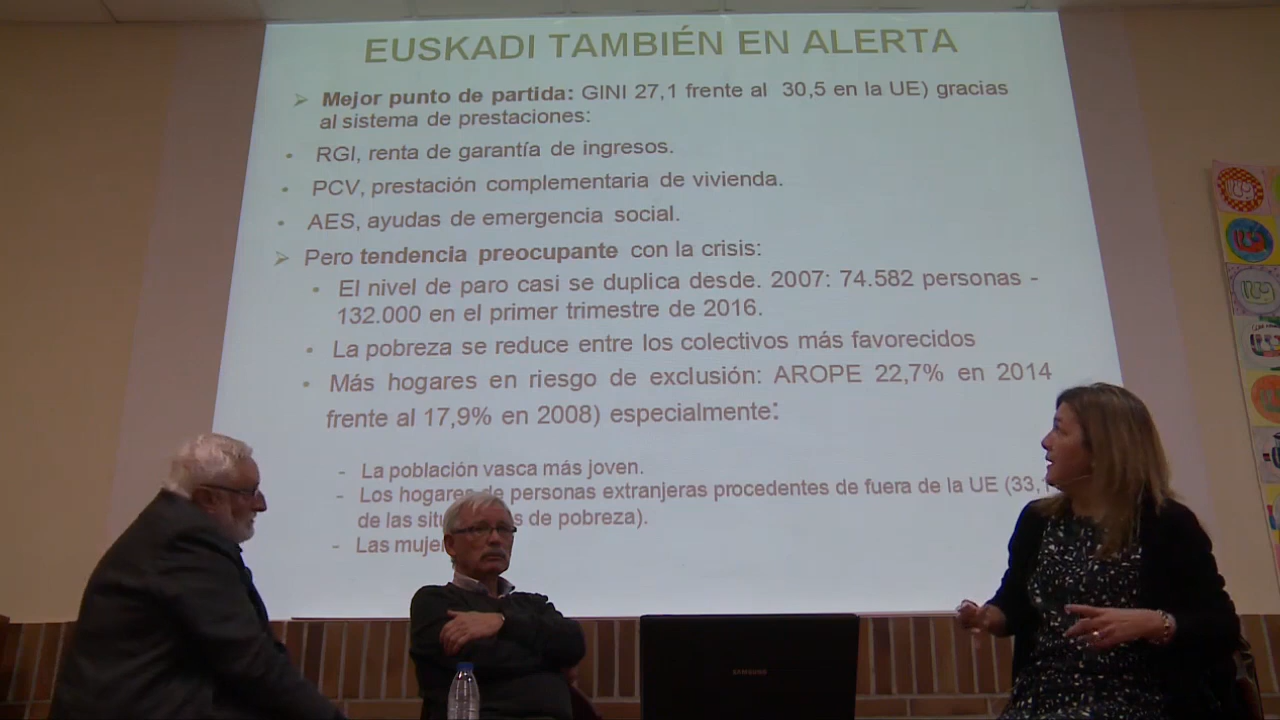 EUSKADI TAMBIÉN EN ALERTA
➢ Mejor punto de partida: GINI 27,1 frente al 30,5 en la UE) gracias
al sistema de prestaciones:
• RGI, renta de garantía de ingresos.
• PCV, prestación complementaria de vivienda.
• AES, ayudas de emergencia social.
➢ Pero tendencia preocupante con la crisis:
• El nivel de paro casi se duplica desde. 2007: 74.582 personas -
132.000 en el primer trimestre de 2016.
• La pobreza se reduce entre los colectivos más favorecidos
• Más hogares en riesgo de exclusión: AROPE 22,7% en 2014
frente al 17,9% en 2008) especialmente:
- La población vasca más joven.
- Los hogares de personas extranjeras procedentes de fuera de la UE (33,
de las de pobreza).
- Las
SAMSUNG